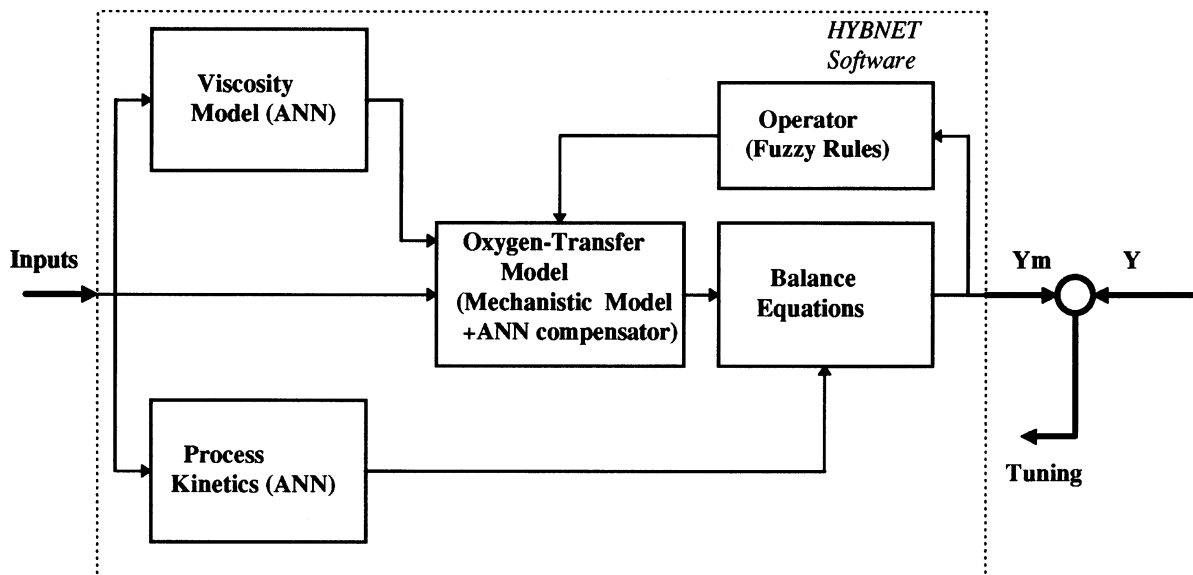 HYBNET
Software
Viscosity
Model (ANN)
Operator
(Fuzzy Rules)
Inputs
Oxygen-Transfer
Model
(Mechanistic Model
+ANN compensator)
Balance
Equations
Ym
Y
Process
Kinetics (ANN)
Tuning